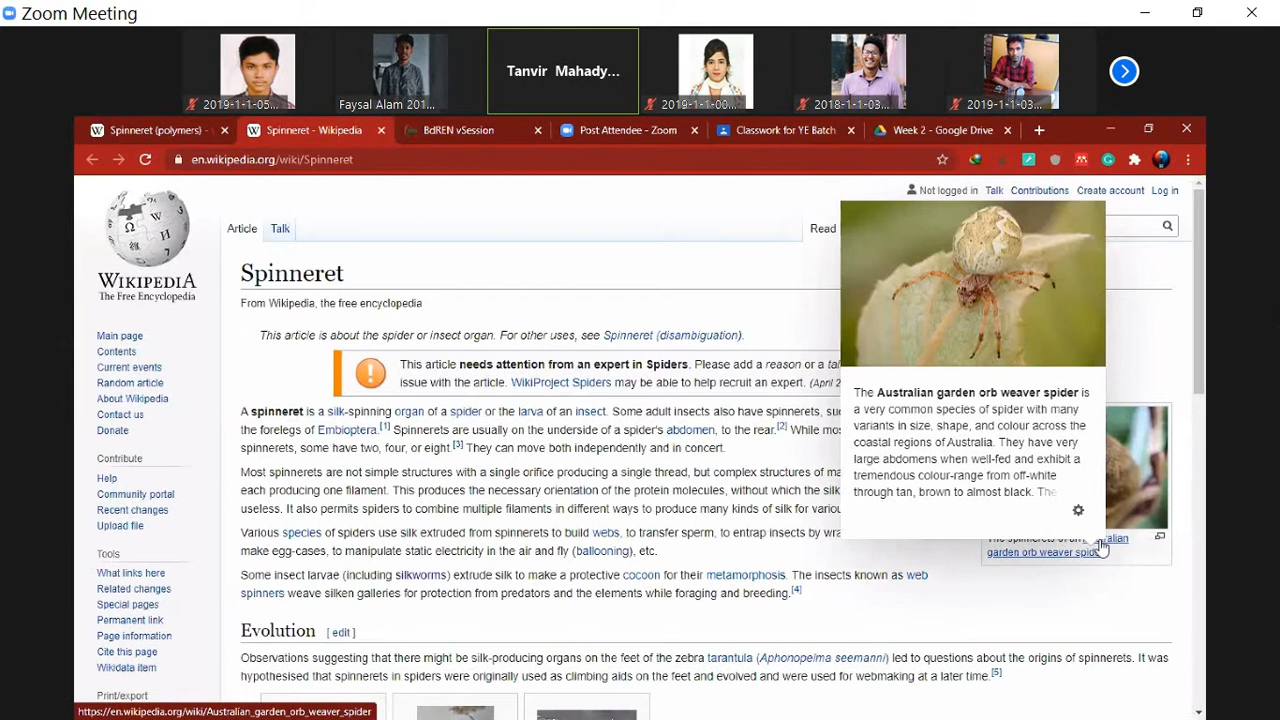 Zoom Meeting
Tanvir Mahady...
2019-1-1-05...
Faysal Alam 201...
2019-1-1-00...
2018-1-1-03...
2019-1-1-03...
Spinneret (polymers) -
Spinneret - Wikipedia
BdREN vSession
Post Attendee - Zoom
Classwork for YE Batch
Week 2 - Google Drive
en.wikipedia.org/wiki/Spinneret
Not logged in Talk Contributions Create account Log in
Article Talk
Read
WIKIPEDIA
The Free Encyclopedia
Main page
Contents
Current events
Random article
About Wikipedia
Contact us
Donate
Contribute
Help
Community portal
Recent changes
Upload file
Tools
What links here
Related changes
Special pages
Permanent link
Page information
Cite this page
Wikidata item
Print/export
Spinneret
From Wikipedia, the free encyclopedia
This article is about the spider or insect organ. For other uses, see Spinneret (disambiguation).
This article needs attention from an expert in Spiders. Please add a reason or a
issue with the article. WikiProject Spiders may be able to help recruit an expert. (April 2
A spinneret is a silk-spinning organ of a spider or the larva of an insect. Some adult insects also have spinnerets,
the forelegs of Embioptera.[1] Spinnerets are usually on the underside of a spider's abdomen, to the rear.[2] While
spinnerets, some have two, four, or eight.[3] They can move both independently and in concert.
Most spinnerets are not simple structures with a single orifice producing a single thread, but complex structures of
each producing one filament. This produces the necessary orientation of the protein molecules, without which the silk
useless. It also permits spiders to combine multiple filaments in different ways to produce many kinds of silk for
Various species of spiders use silk extruded from spinnerets to build webs, to transfer sperm, to entrap insects by
make egg-cases, to manipulate static electricity in the air and fly (ballooning), etc.
Some insect larvae (including silkworms) extrude silk to make a protective cocoon for their metamorphosis. The insects known as web
spinners weave silken galleries for protection from predators and the elements while foraging and breeding.[4]
Evolution [ edit ]
Observations suggesting that there might be silk-producing organs on the feet of the zebra tarantula (Aphonopelma seemanni) led to questions about the origins of spinnerets. It was
hypothesised that spinnerets in spiders were originally used as climbing aids on the feet and evolved and were used for webmaking at a later time.[5]
The Australian garden orb weaver spider is
a very common species of spider with many
variants in size, shape, and colour across the
coastal regions of Australia. They have very
large abdomens when well-fed and exhibit a
tremendous colour-range from off-white
through tan, brown to almost black. The
garden orb weaver
https://en.wikipedia.org/wiki/Australian_garden_orb_weaver_spider